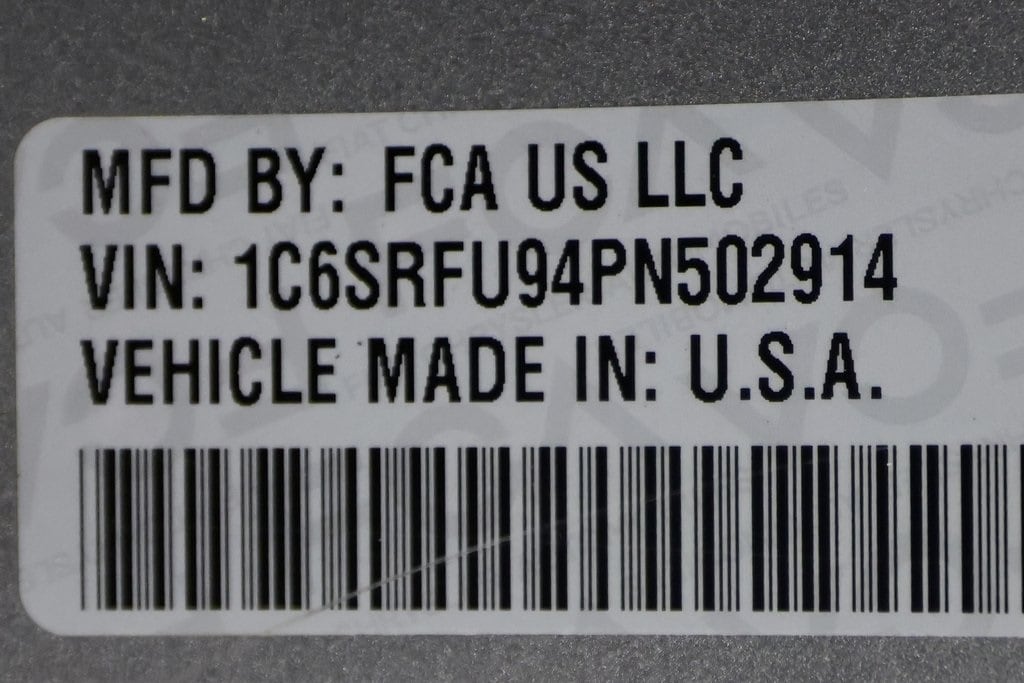 MFD BY: FCA US LLC
VIN: 1C6SRFU94PN502914
VEHICLE MADE IN: U.S.A.